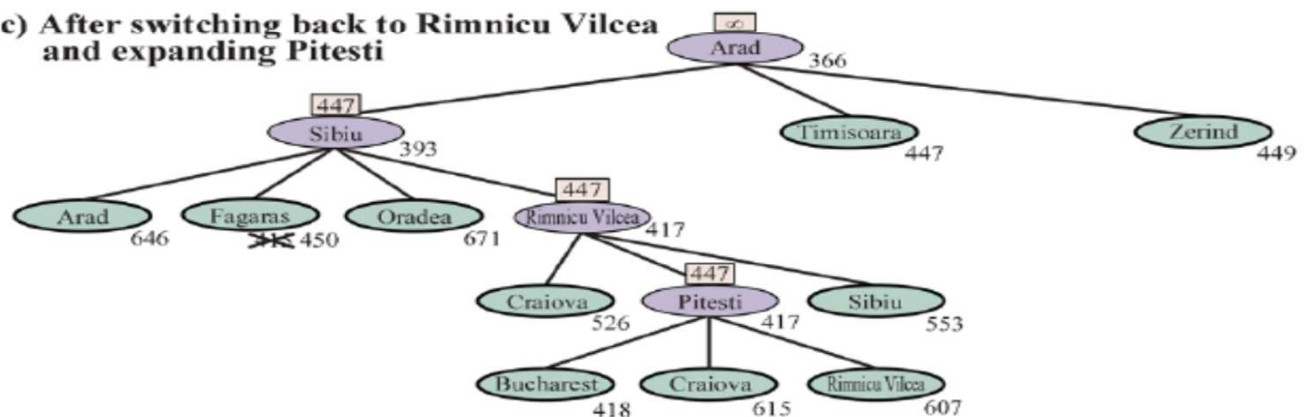 c) After switching back to Rimnicu Vilcea
and expanding Pitesti
∞
Arad
366
447
Sibiu
393
Timisoara
447
Zerind
449
Arad
646
Fagaras
450
Oradea
671
447
Rimnicu Vilcea
417
Craiova
526
447
Pitesti
417
Sibiu
553
Bucharest
418
Craiova
615
Rimnicu Vilcea
607